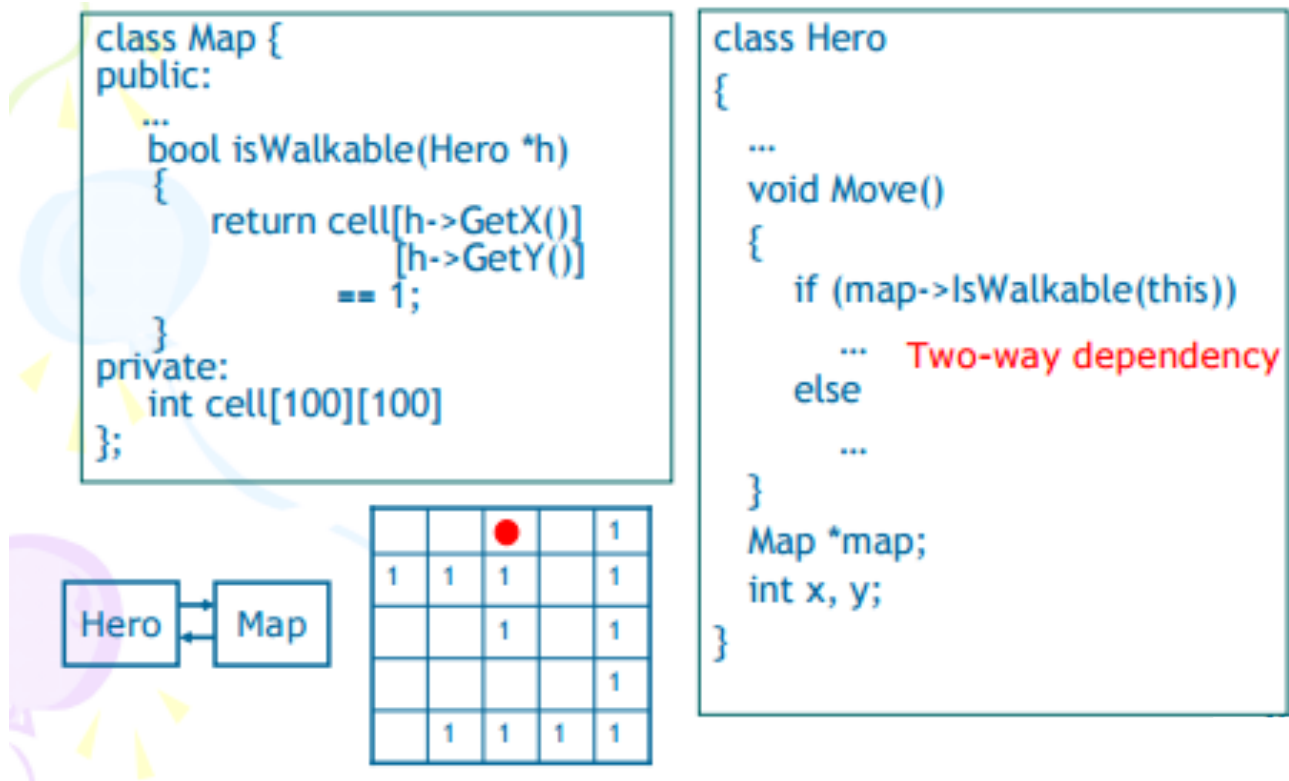 class Map {
public:
...
bool isWalkable(Hero *h)
{
return cell[h->GetX()]
[h->GetY()]
== 1;
}
private:
int cell[100][100]
};
class Hero
{
...
void Move()
{
if (map->IsWalkable(this))
... Two-way dependency
else
...
}
Map *map;
int x, y;
}
Hero Map
1
1 1 1 1
1 1
1
1 1 1 1